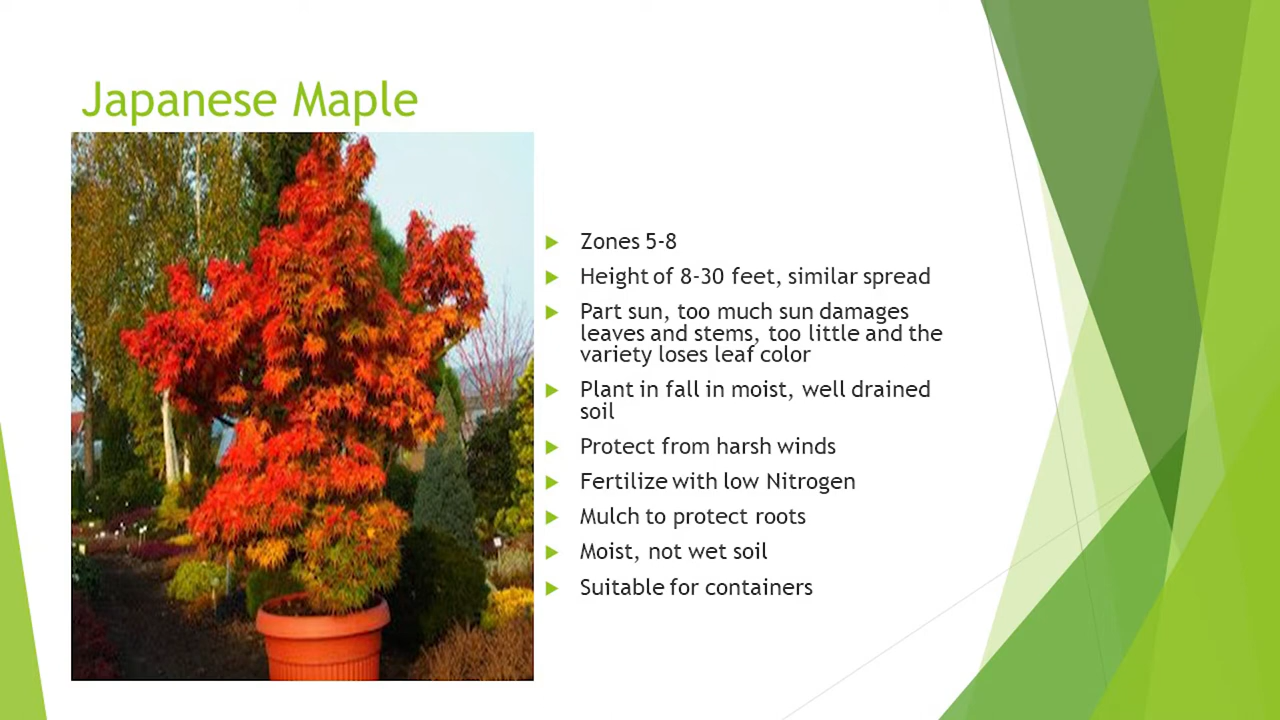 Japanese Maple
Zones 5-8
Height of 8-30 feet, similar spread
Part sun, too much sun damages
leaves and stems, too little and the
variety loses leaf color
Plant in fall in moist, well drained
soil
Protect from harsh winds
Fertilize with low Nitrogen
Mulch to protect roots
Moist, not wet soil
Suitable for containers